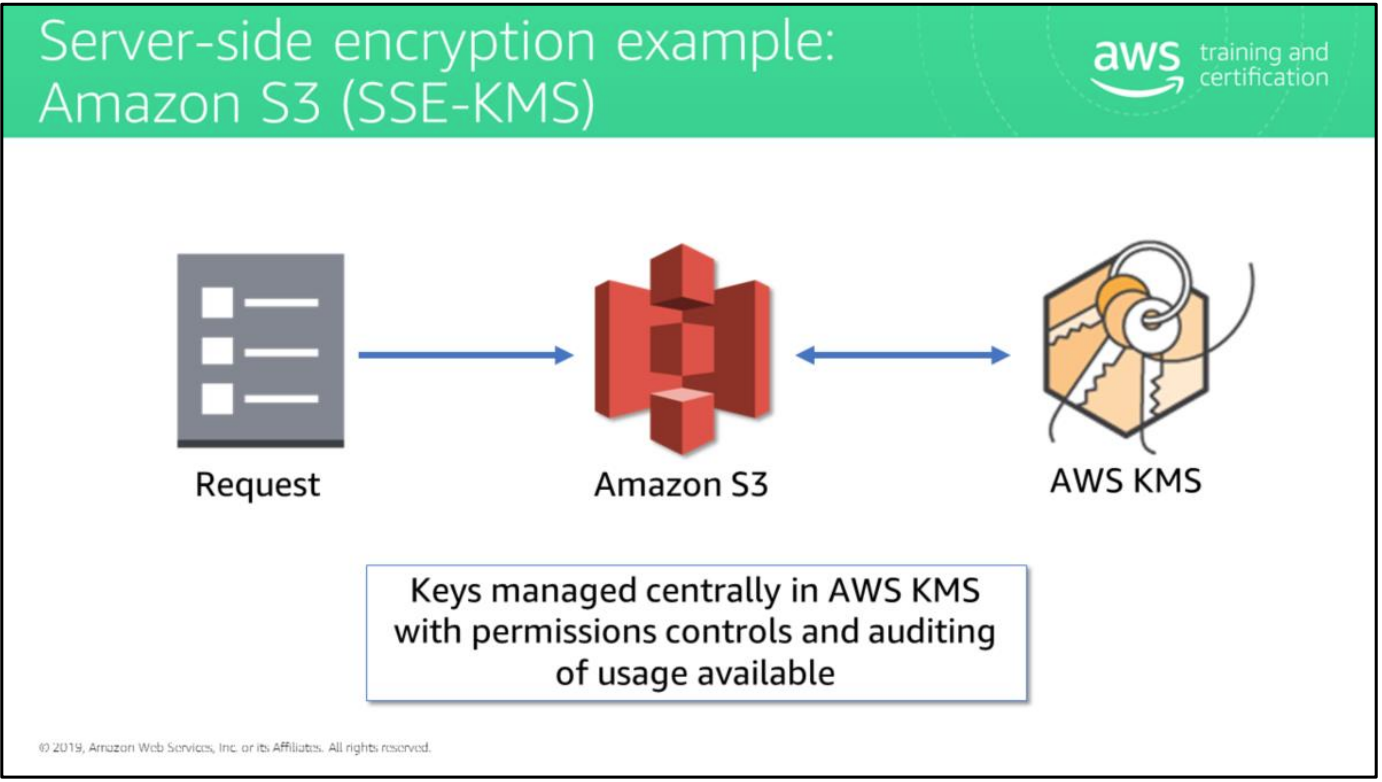 Server-side encryption example:
Amazon S3 (SSE-KMS)
aws training and
certification
Request
Amazon S3
AWS KMS
Keys managed centrally in AWS KMS
with permissions controls and auditing
of usage available
© 2019, Amazon Web Services, Inc. or its Affiliates. All rights reserved.